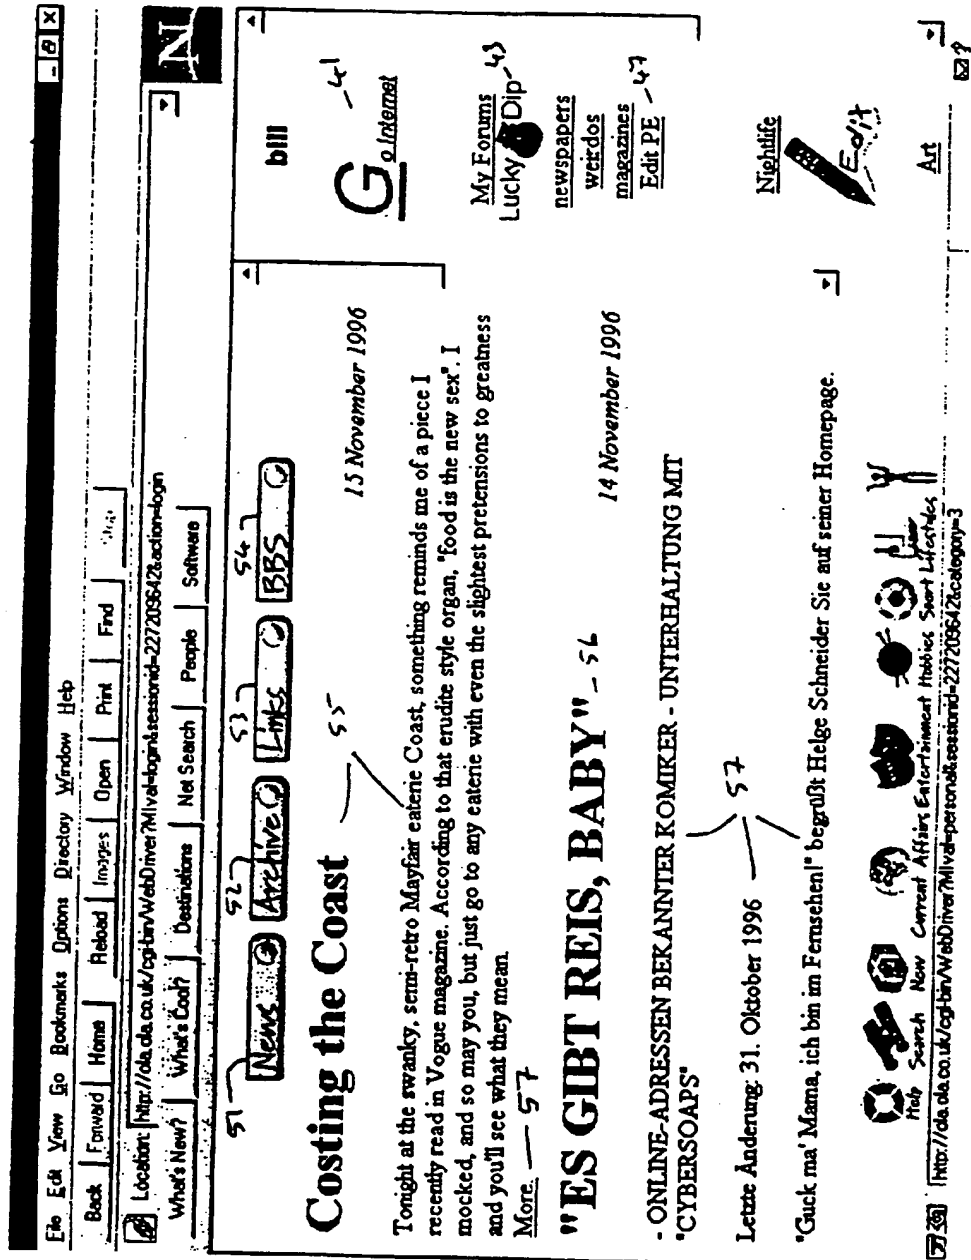 File Edit View Go Bookmarks Options Directory Window Help
Back Forward Home Reload Images Open Print Find
Location: http://ola.ola.co.uk/cgi-bin/WebDriver?MIval=login&sessionid=227209642&action=login
What's New? What's Cool? Destinations Net Search People Software
N
51 52 53 54
News Archive Links BBS
Costing the Coast
55
15 November 1996
Tonight at the swanky, semi-retro Mayfair eaterie Coast, something reminds me of a piece I
recently read in Vogue magazine. According to that erudite style organ, "food is the new sex". I
mocked, and so may you, but just go to any eaterie with even the slightest pretensions to greatness
and you'll see what they mean.
More. 57
"ES GIBT REIS, BABY" 56
14 November 1996
- ONLINE-ADRESSEN BEKANNTER KOMIKER - UNTERHALTUNG MIT
"CYBERSOAPS"
Letzte Änderung: 31. Oktober 1996 57
"Guck ma' Mama, ich bin im Fernsehen!" begrüßt Helge Schneider Sie auf seiner Homepage.
bill
Go Internet 41
My Forums
Lucky Dip 43
newspapers
weirdos
magazines
Edit PE 47
Nightlife
Edit
Art
Help Search New Current Affairs Entertainment Hobbies Sport Lifestyles
http://ola.ola.co.uk/cgi-bin/WebDriver?MIval=personal&sessionid=227209642&category=3